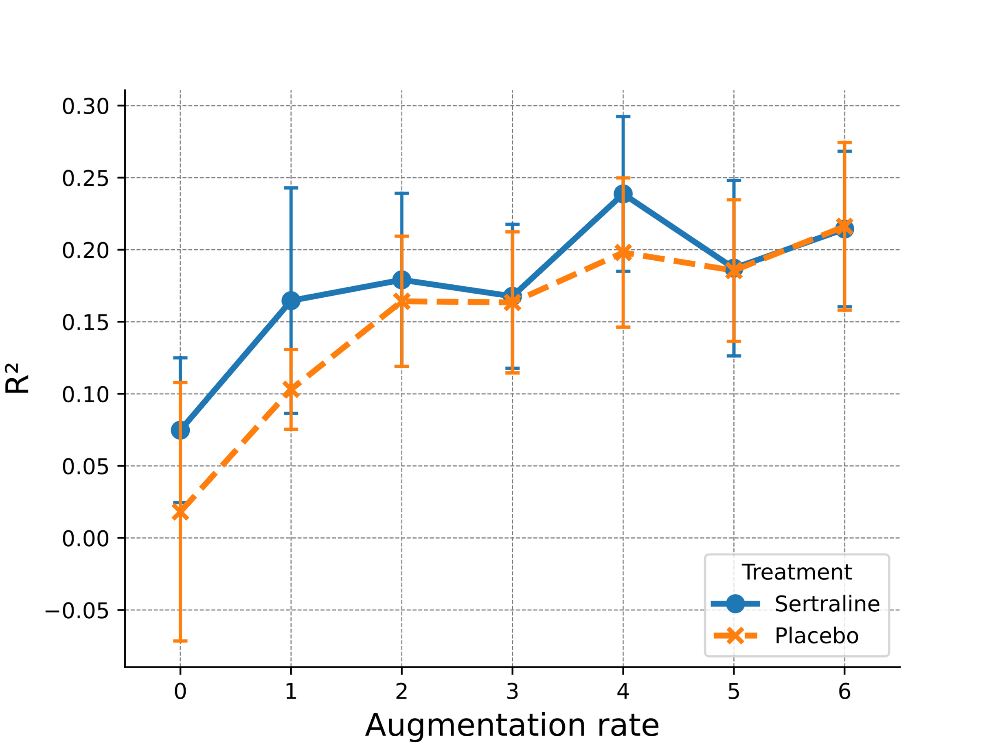 0.30
0.25
0.20
0.15
0.10
0.05
0.00
−0.05
R²
0 1 2 3 4 5 6
Augmentation rate
Treatment
Sertraline
Placebo